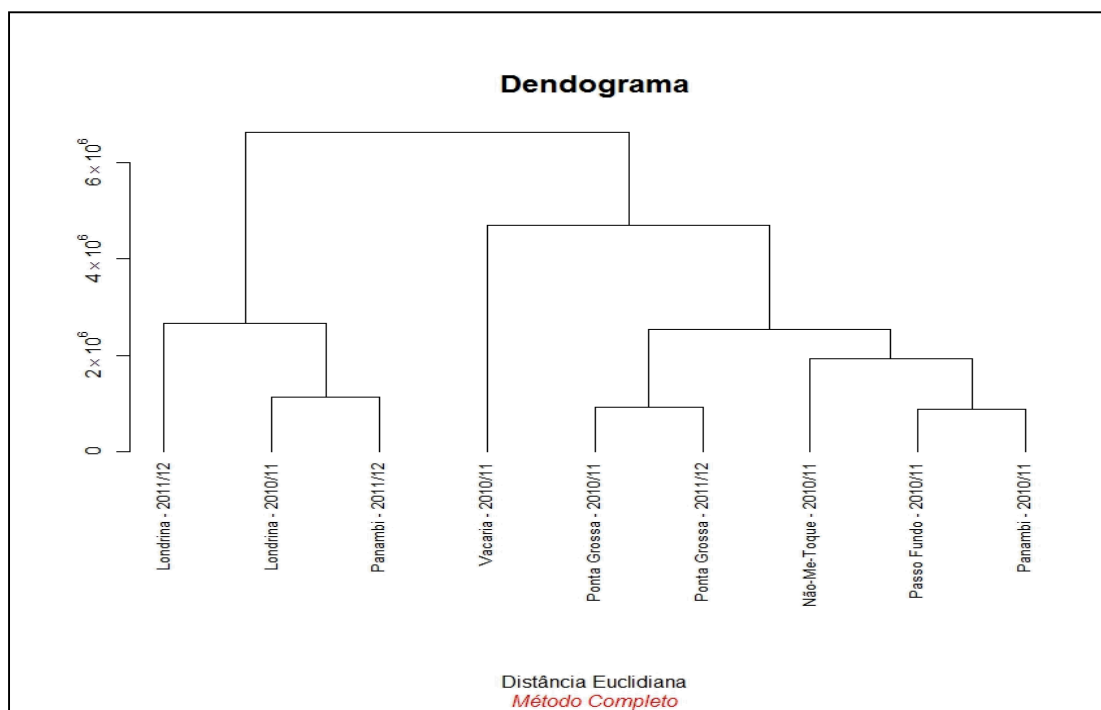 Dendograma
6×10⁶
4×10⁶
2×10⁶
0
Londrina - 2011/12
Londrina - 2010/11
Panambi - 2011/12
Vacaria - 2010/11
Ponta Grossa - 2010/11
Ponta Grossa - 2011/12
Não-Me-Toque - 2010/11
Passo Fundo - 2010/11
Panambi - 2010/11
Distância Euclidiana
Método Completo